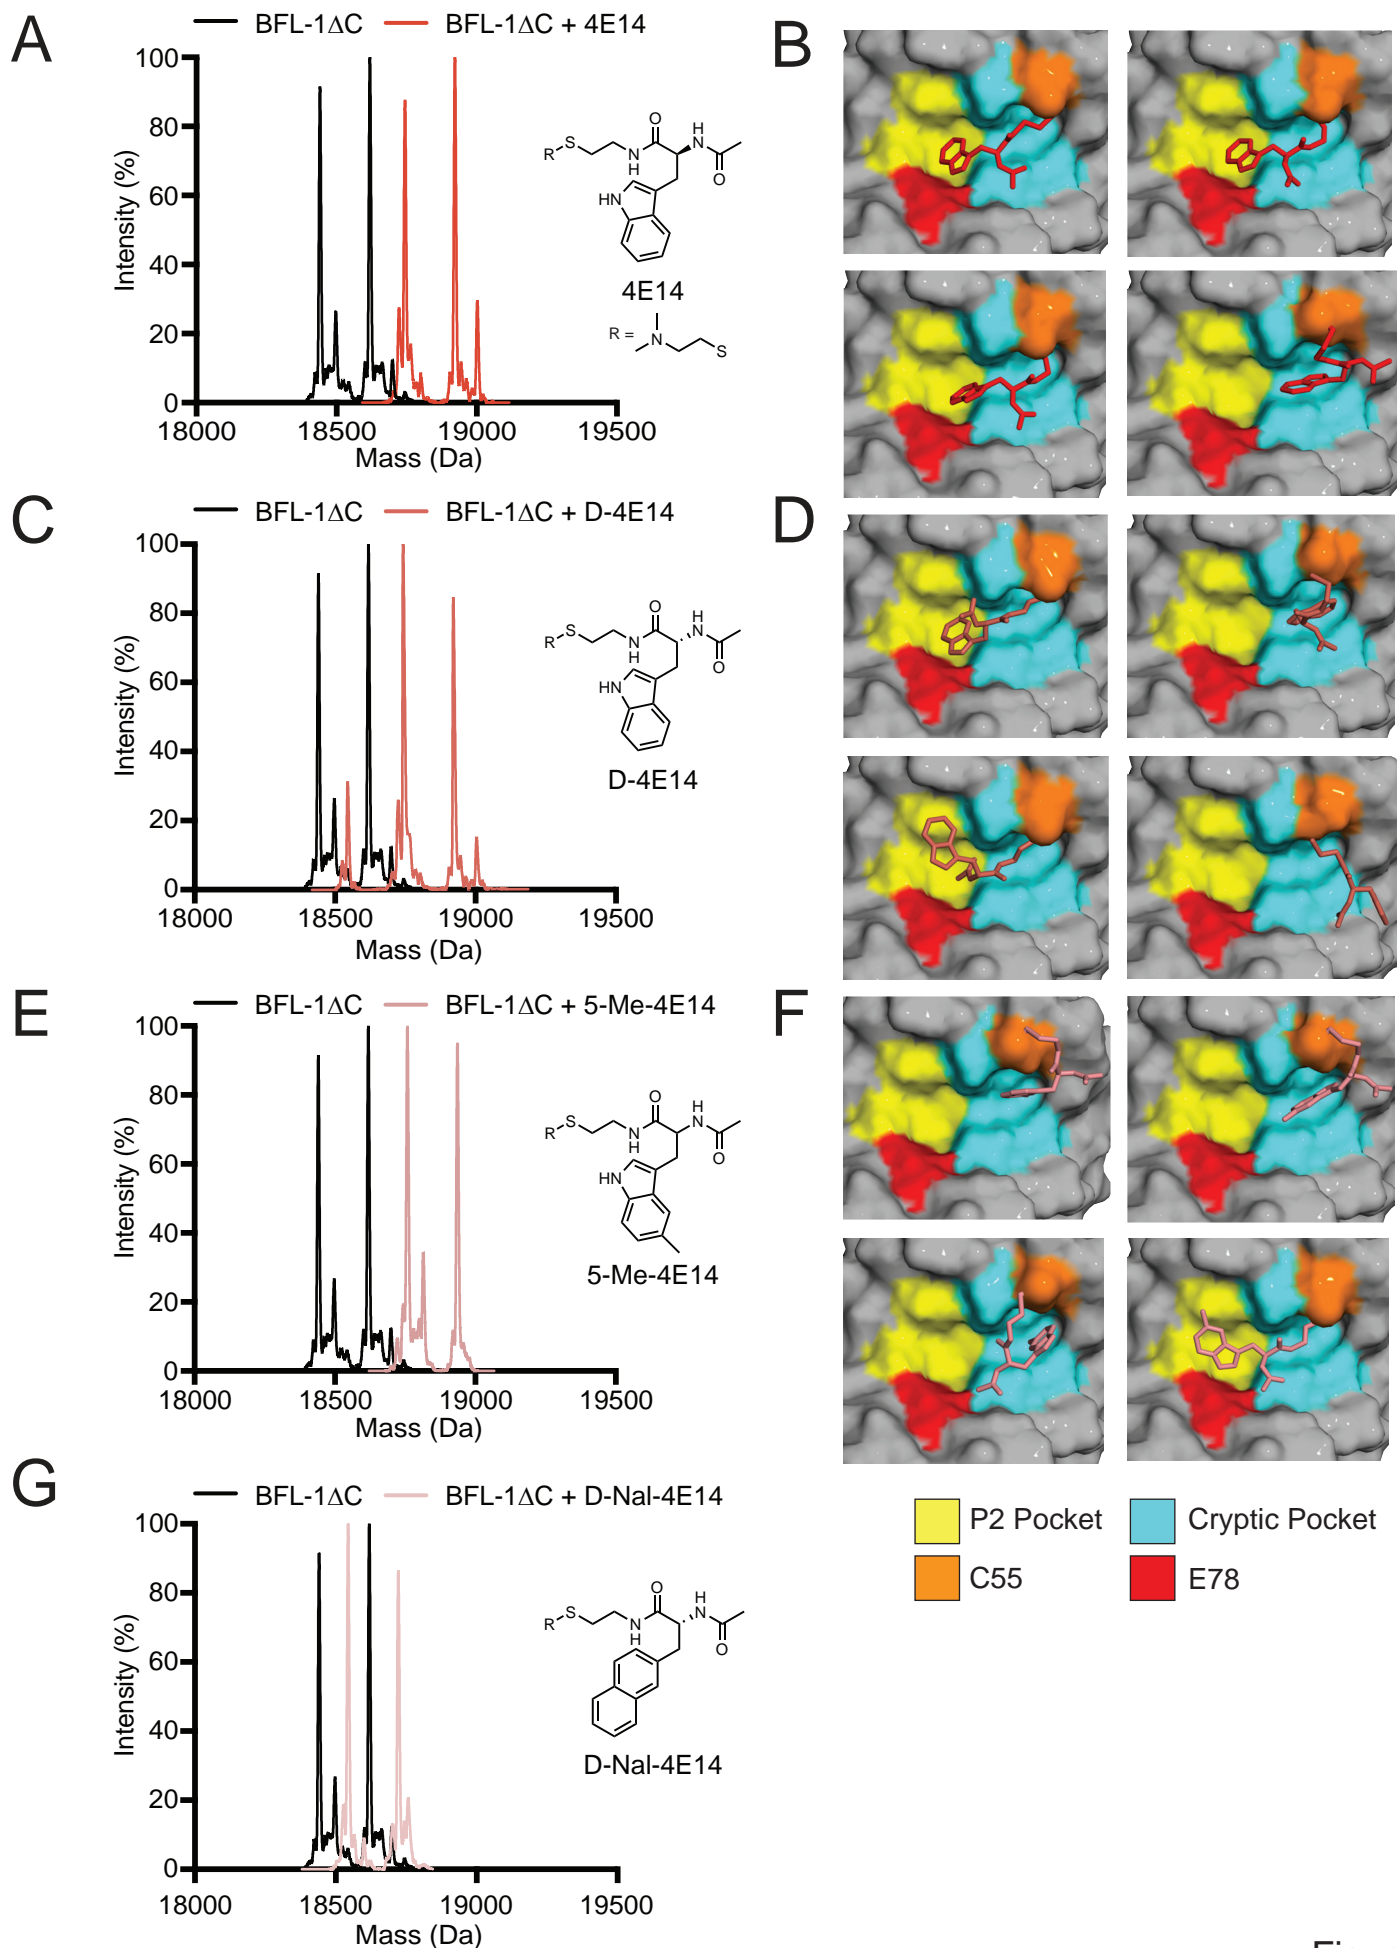 A
BFL-1ΔC
BFL-1ΔC + 4E14
Intensity (%)
100
80
60
40
20
0
18000
18500
19000
19500
Mass (Da)
R
S
N
H
O
H
N
O
HN
4E14
R =
N
S
B
C
BFL-1ΔC
BFL-1ΔC + D-4E14
Intensity (%)
100
80
60
40
20
0
18000
18500
19000
19500
Mass (Da)
R
S
N
H
O
H
N
O
HN
D-4E14
D
E
BFL-1ΔC
BFL-1ΔC + 5-Me-4E14
Intensity (%)
100
80
60
40
20
0
18000
18500
19000
19500
Mass (Da)
R
S
N
H
O
H
N
O
HN
5-Me-4E14
F
P2 Pocket
Cryptic Pocket
C55
E78
G
BFL-1ΔC
BFL-1ΔC + D-Nal-4E14
Intensity (%)
100
80
60
40
20
0
18000
18500
19000
19500
Mass (Da)
R
S
N
H
O
H
N
O
D-Nal-4E14